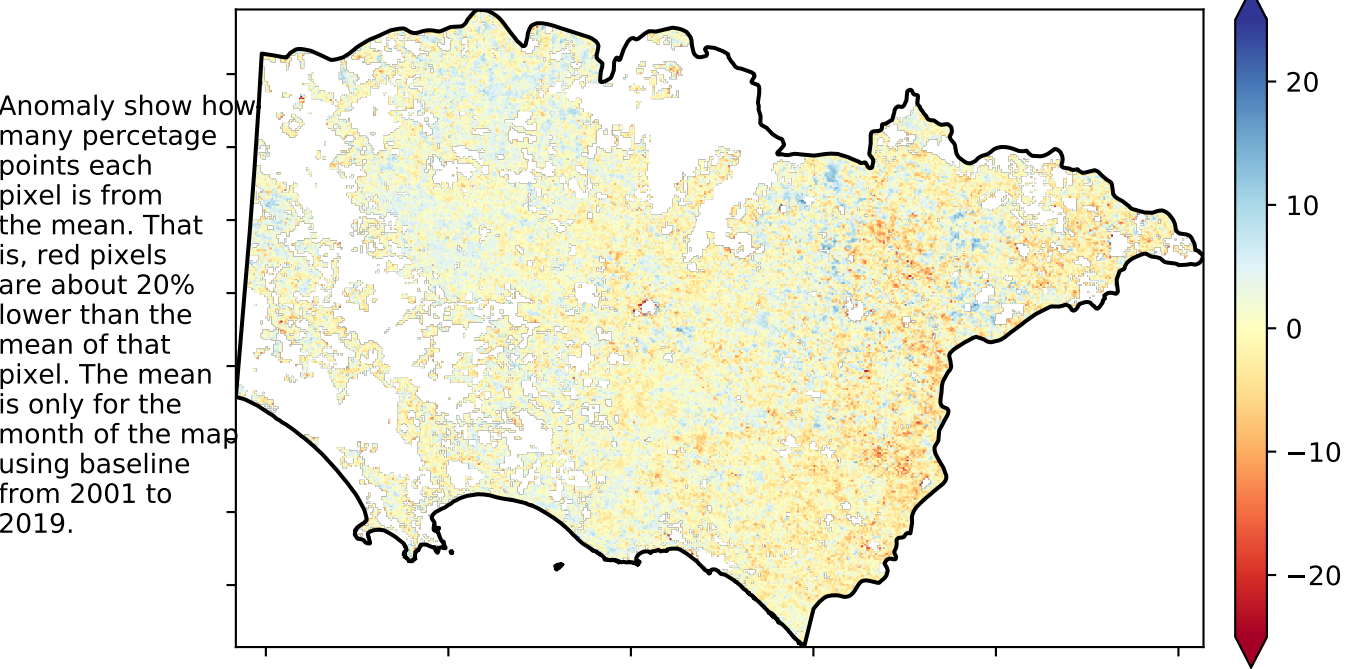 Anomaly show how
many percetage
points each
pixel is from
the mean. That
is, red pixels
are about 20%
lower than the
mean of that
pixel. The mean
is only for the
month of the map
using baseline
from 2001 to
2019.
20
10
0
−10
−20